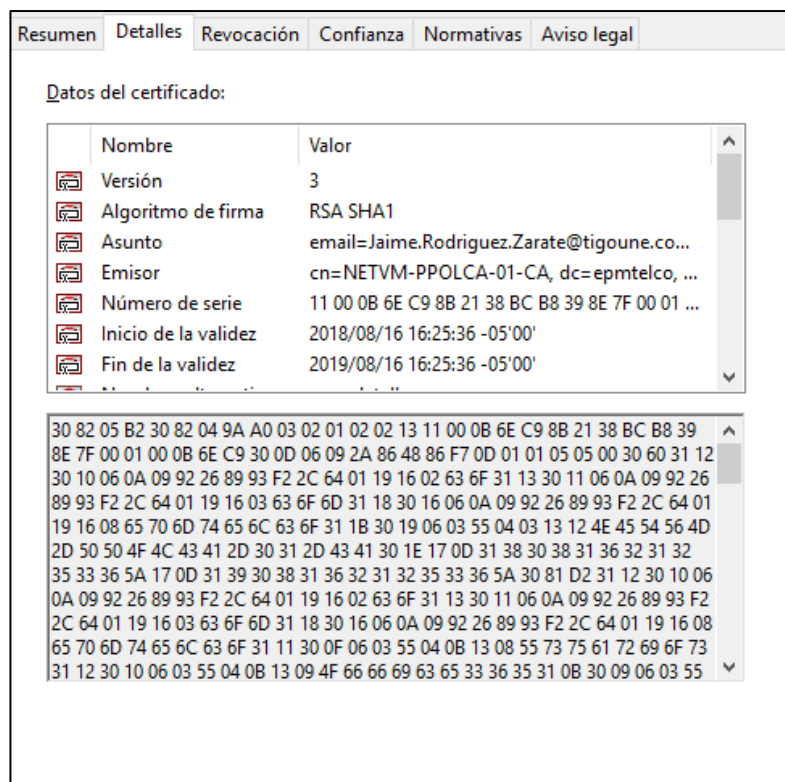 Resumen Detalles Revocación Confianza Normativas Aviso legal
Datos del certificado:
Nombre Valor
Versión 3
Algoritmo de firma RSA SHA1
Asunto email=Jaime.Rodriguez.Zarate@tigoune.co...
Emisor cn=NETVM-PPOLCA-01-CA, dc=epmtelco, ...
Número de serie 11 00 0B 6E C9 8B 21 38 BC B8 39 8E 7F 00 01 ...
Inicio de la validez 2018/08/16 16:25:36 -05'00'
Fin de la validez 2019/08/16 16:25:36 -05'00'
30 82 05 B2 30 82 04 9A A0 03 02 01 02 02 13 11 00 0B 6E C9 8B 21 38 BC B8 39
8E 7F 00 01 00 0B 6E C9 30 0D 06 09 2A 86 48 86 F7 0D 01 01 05 05 00 30 60 31 12
30 10 06 0A 09 92 26 89 93 F2 2C 64 01 19 16 02 63 6F 31 13 30 11 06 0A 09 92 26
89 93 F2 2C 64 01 19 16 03 63 6F 6D 31 18 30 16 06 0A 09 92 26 89 93 F2 2C 64 01
19 16 08 65 70 6D 74 65 6C 63 6F 31 1B 30 19 06 03 55 04 03 13 12 4E 45 54 56 4D
2D 50 50 4F 4C 43 41 2D 30 31 2D 43 41 30 1E 17 0D 31 38 30 38 31 36 32 31 32
35 33 36 5A 17 0D 31 39 30 38 31 36 32 31 32 35 33 36 5A 30 81 D2 31 12 30 10 06
0A 09 92 26 89 93 F2 2C 64 01 19 16 02 63 6F 31 13 30 11 06 0A 09 92 26 89 93 F2
2C 64 01 19 16 03 63 6F 6D 31 18 30 16 06 0A 09 92 26 89 93 F2 2C 64 01 19 16 08
65 70 6D 74 65 6C 63 6F 31 11 30 0F 06 03 55 04 0B 13 08 55 73 75 61 72 69 6F 73
31 12 30 10 06 03 55 04 0B 13 09 4F 66 66 69 63 65 33 36 35 31 0B 30 09 06 03 55